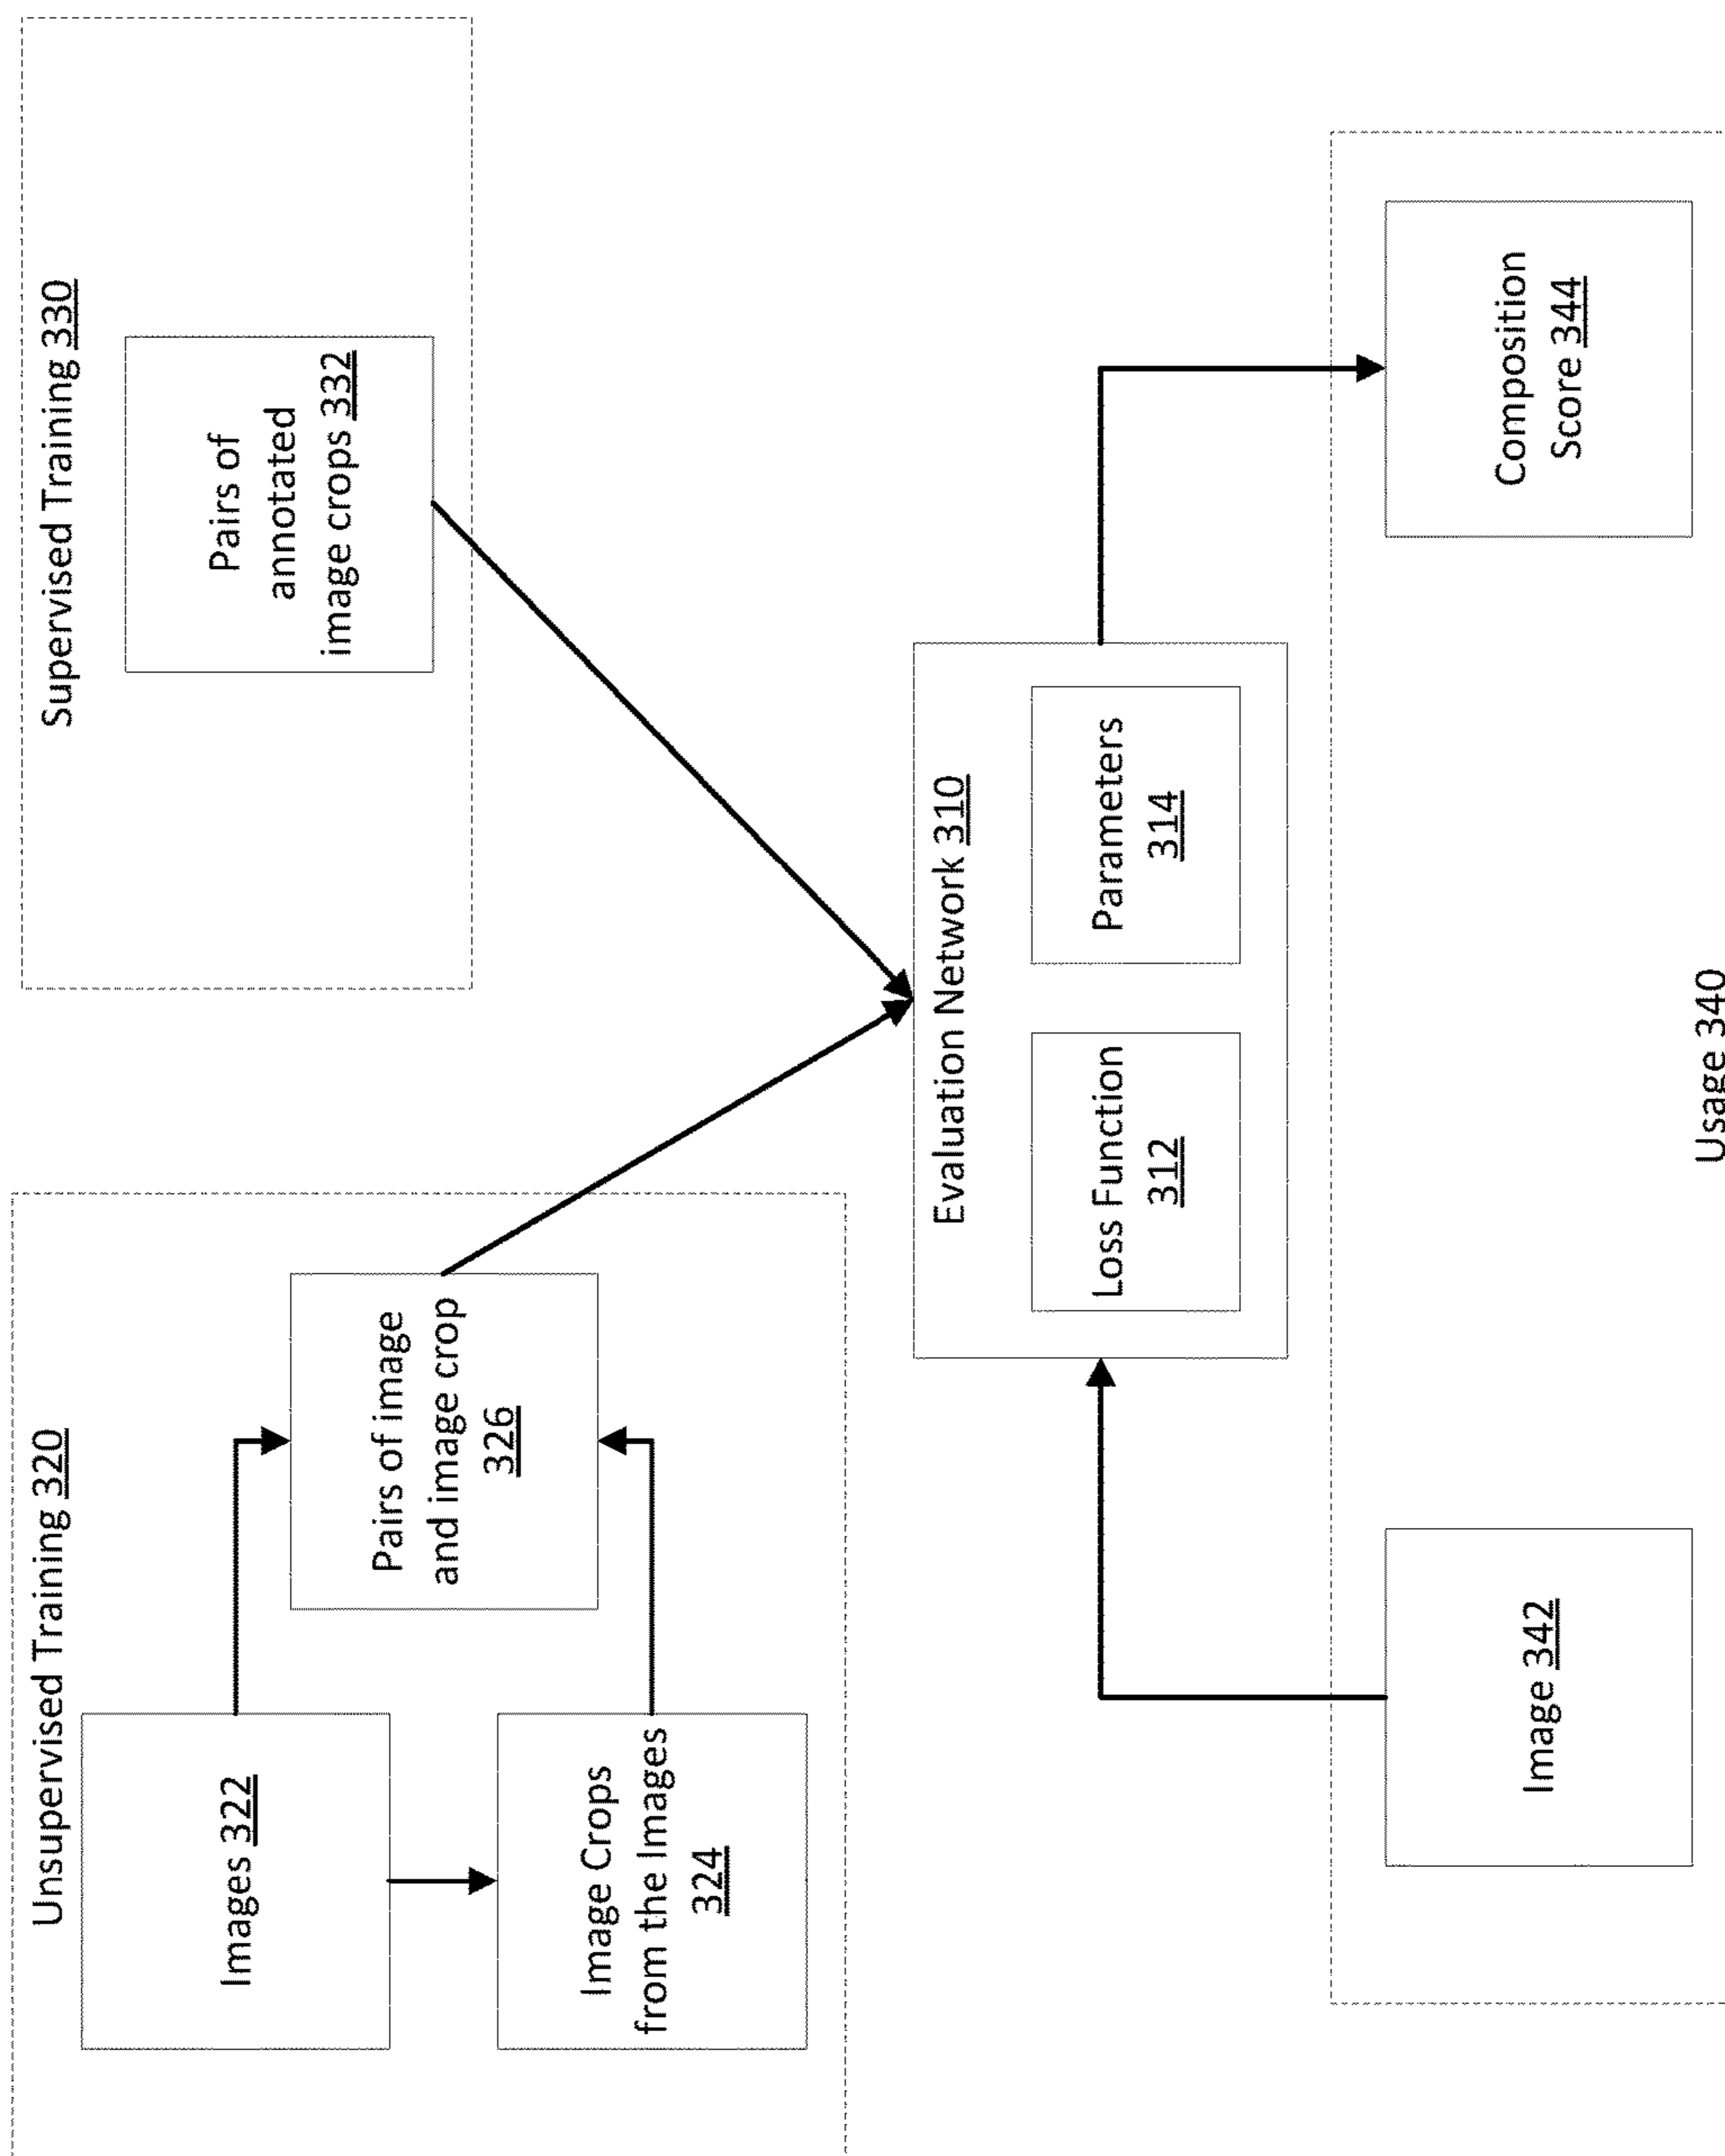 Unsupervised Training 320
Images 322
Image Crops
from the Images
324
Pairs of image
and image crop
326
Supervised Training 330
Pairs of
annotated
image crops 332
Evaluation Network 310
Loss Function
312
Parameters
314
Image 342
Composition
Score 344
Usage 340